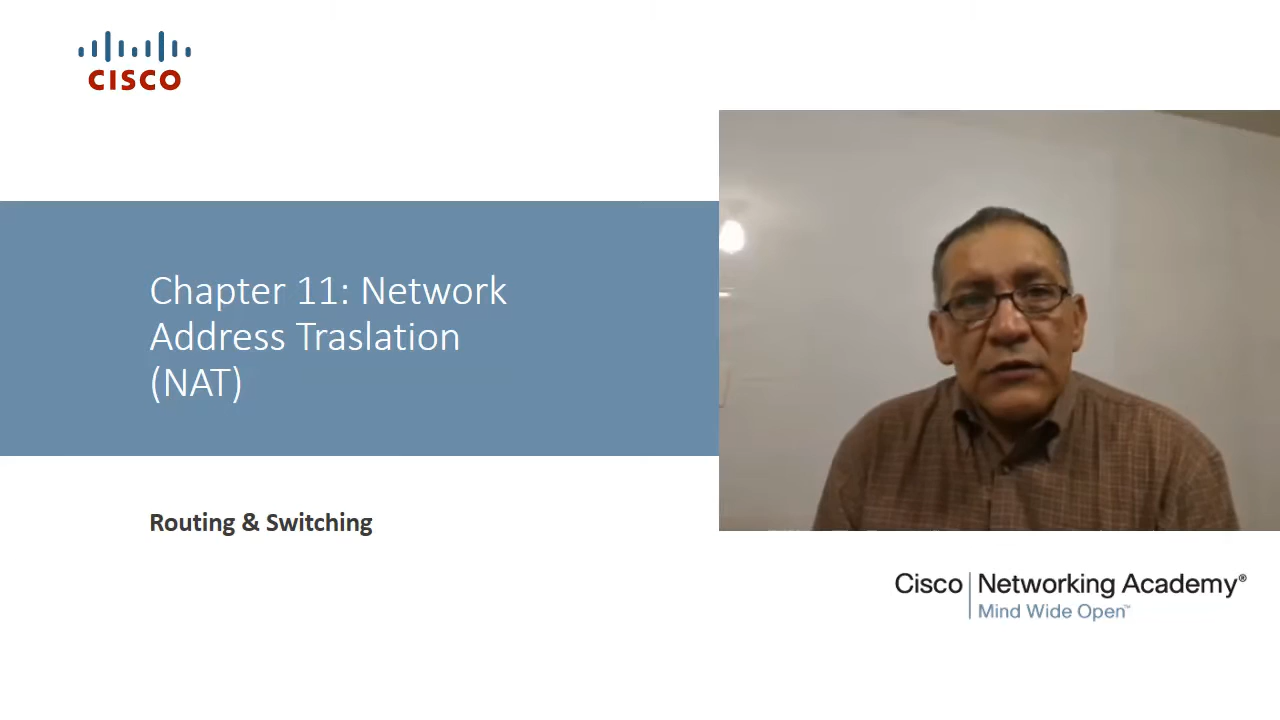 CISCO
Chapter 11: Network
Address Traslation
(NAT)
Routing & Switching
Cisco Networking Academy®
Mind Wide Open™